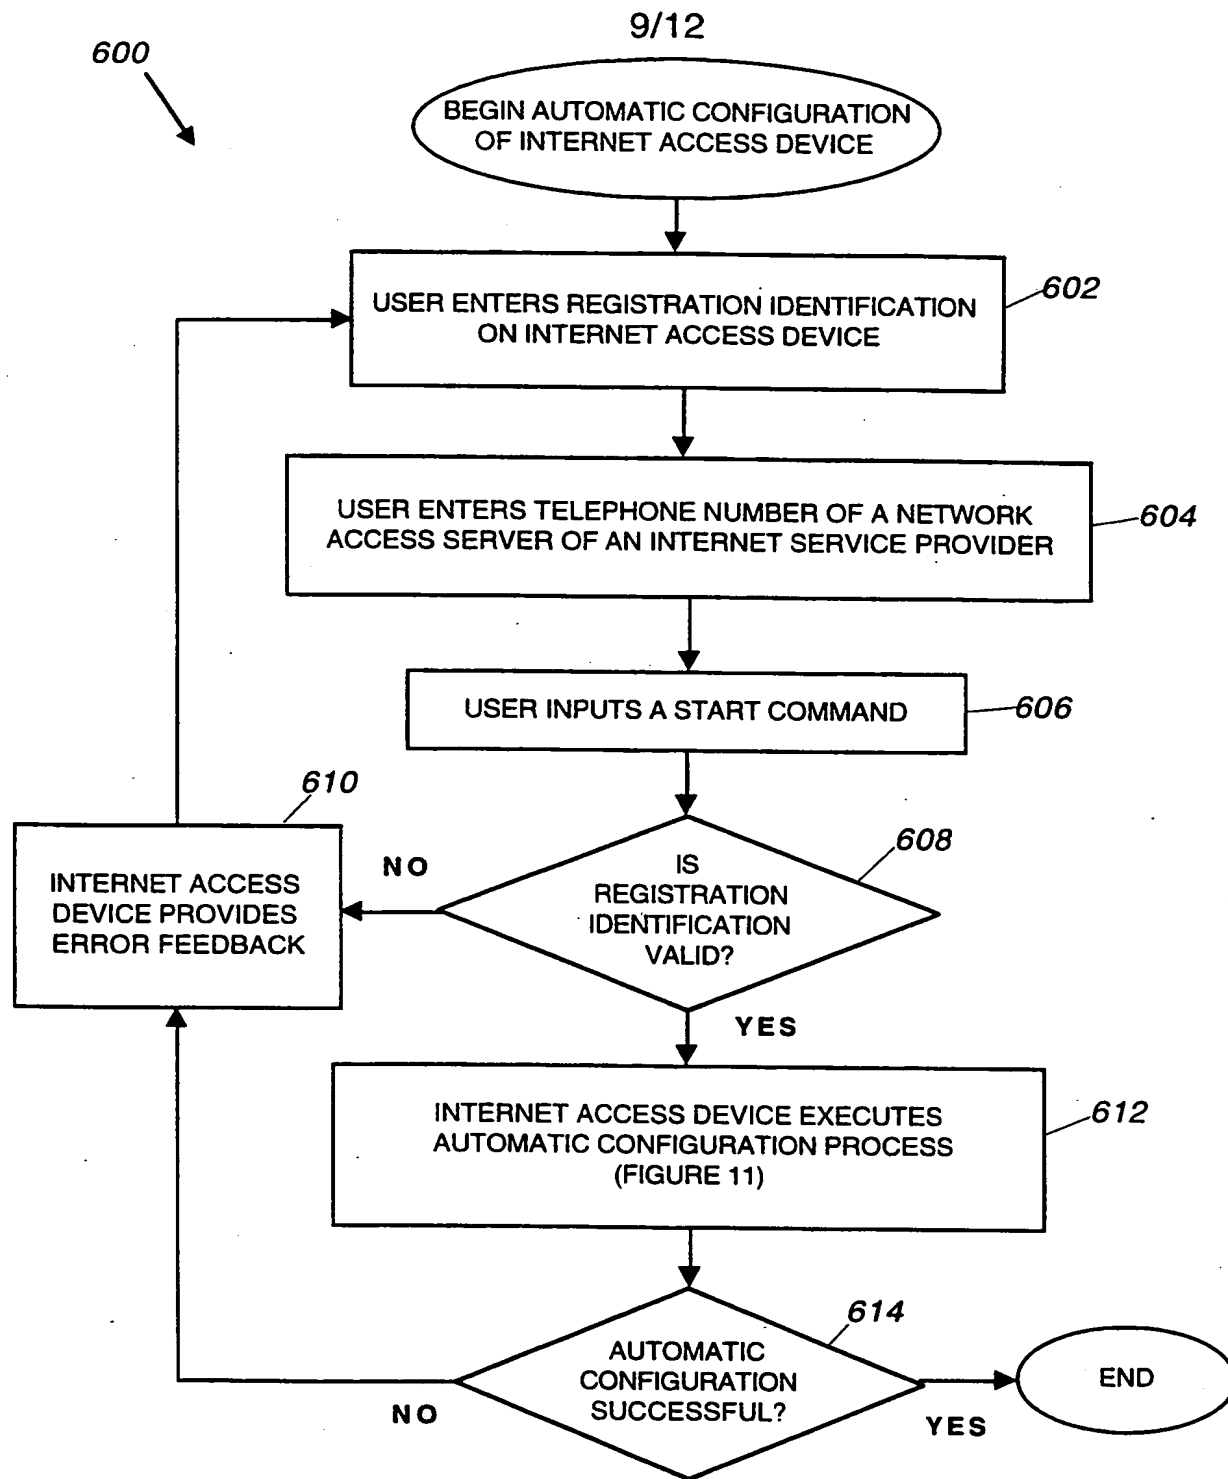 9/12
600
BEGIN AUTOMATIC CONFIGURATION
OF INTERNET ACCESS DEVICE
USER ENTERS REGISTRATION IDENTIFICATION
ON INTERNET ACCESS DEVICE
602
USER ENTERS TELEPHONE NUMBER OF A NETWORK
ACCESS SERVER OF AN INTERNET SERVICE PROVIDER
604
USER INPUTS A START COMMAND
606
610
INTERNET ACCESS
DEVICE PROVIDES
ERROR FEEDBACK
NO
IS
REGISTRATION
IDENTIFICATION
VALID?
608
YES
INTERNET ACCESS DEVICE EXECUTES
AUTOMATIC CONFIGURATION PROCESS
(FIGURE 11)
612
AUTOMATIC
CONFIGURATION
SUCCESSFUL?
614
NO
YES
END